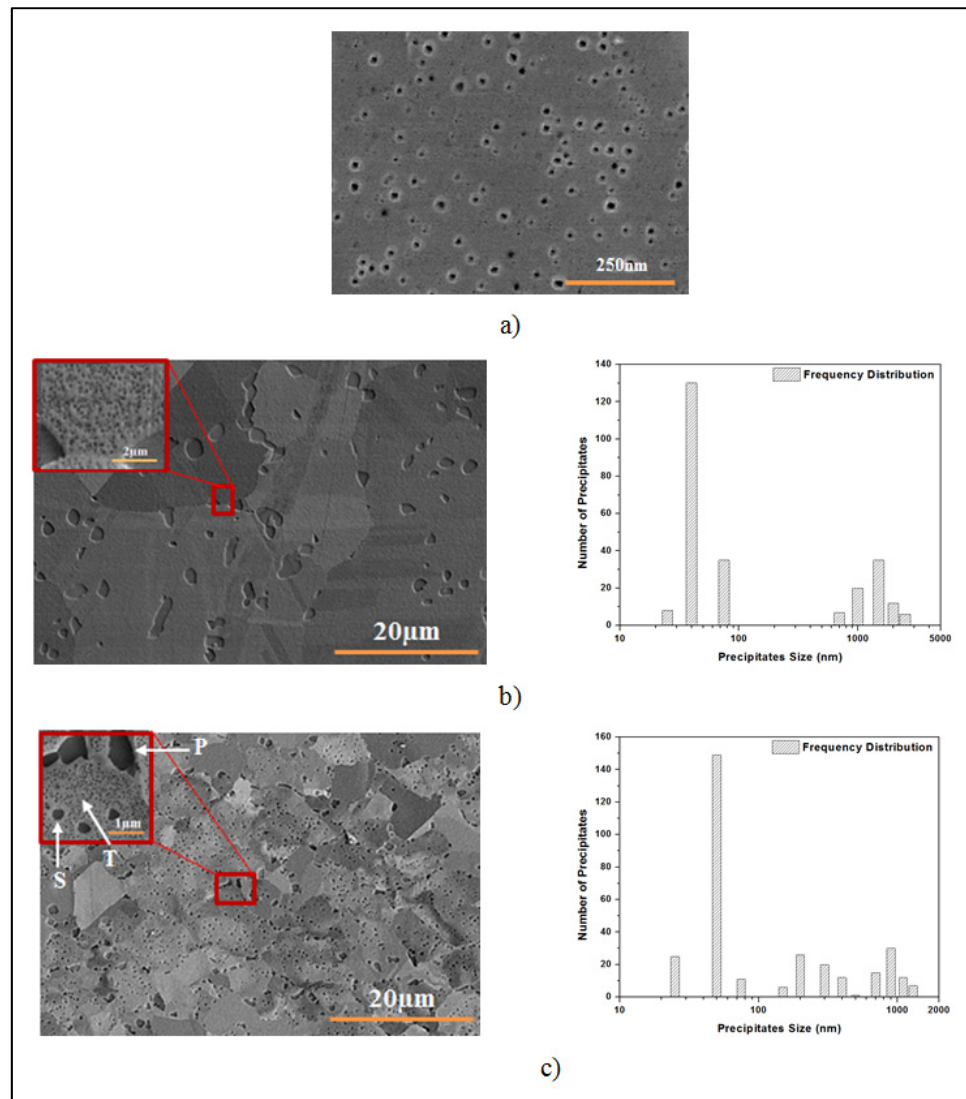 250nm
a)
2µm
20µm
Frequency Distribution
Number of Precipitates
140
120
100
80
60
40
20
0
10
100
1000
5000
Precipitates Size (nm)
b)
P
1µm
S
T
20µm
Frequency Distribution
Number of Precipitates
160
140
120
100
80
60
40
20
0
10
100
1000
2000
Precipitates Size (nm)
c)